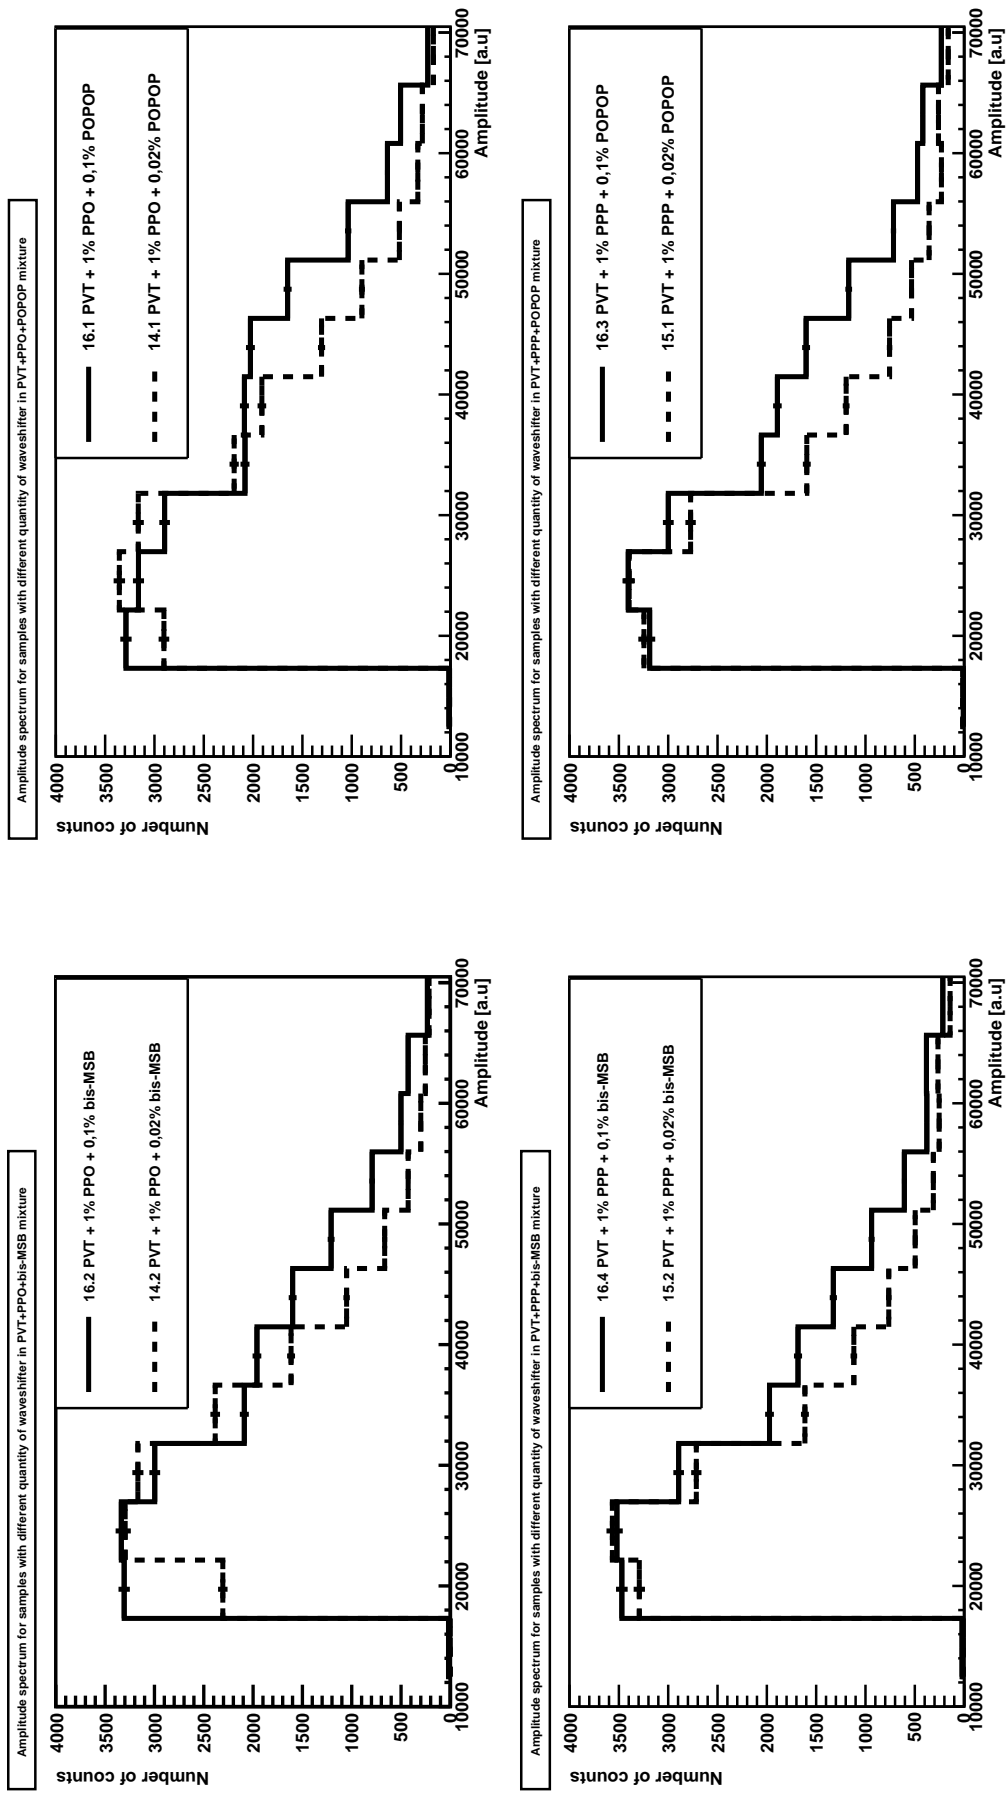 Amplitude spectrum for samples with different quantity of waveshifter in PVT+PPO+bis-MSB mixture
Number of counts
4000
3500
3000
2500
2000
1500
1000
500
0
16.2 PVT + 1% PPO + 0,1% bis-MSB
14.2 PVT + 1% PPO + 0,02% bis-MSB
10000 20000 30000 40000 50000 60000 70000
Amplitude [a.u]
Amplitude spectrum for samples with different quantity of waveshifter in PVT+PPO+POPOP mixture
Number of counts
4000
3500
3000
2500
2000
1500
1000
500
0
16.1 PVT + 1% PPO + 0,1% POPOP
14.1 PVT + 1% PPO + 0,02% POPOP
10000 20000 30000 40000 50000 60000 70000
Amplitude [a.u]
Amplitude spectrum for samples with different quantity of waveshifter in PVT+PPP+bis-MSB mixture
Number of counts
4000
3500
3000
2500
2000
1500
1000
500
0
16.4 PVT + 1% PPP + 0,1% bis-MSB
15.2 PVT + 1% PPP + 0,02% bis-MSB
10000 20000 30000 40000 50000 60000 70000
Amplitude [a.u]
Amplitude spectrum for samples with different quantity of waveshifter in PVT+PPP+POPOP mixture
Number of counts
4000
3500
3000
2500
2000
1500
1000
500
0
16.3 PVT + 1% PPP + 0,1% POPOP
15.1 PVT + 1% PPP + 0,02% POPOP
10000 20000 30000 40000 50000 60000 70000
Amplitude [a.u]